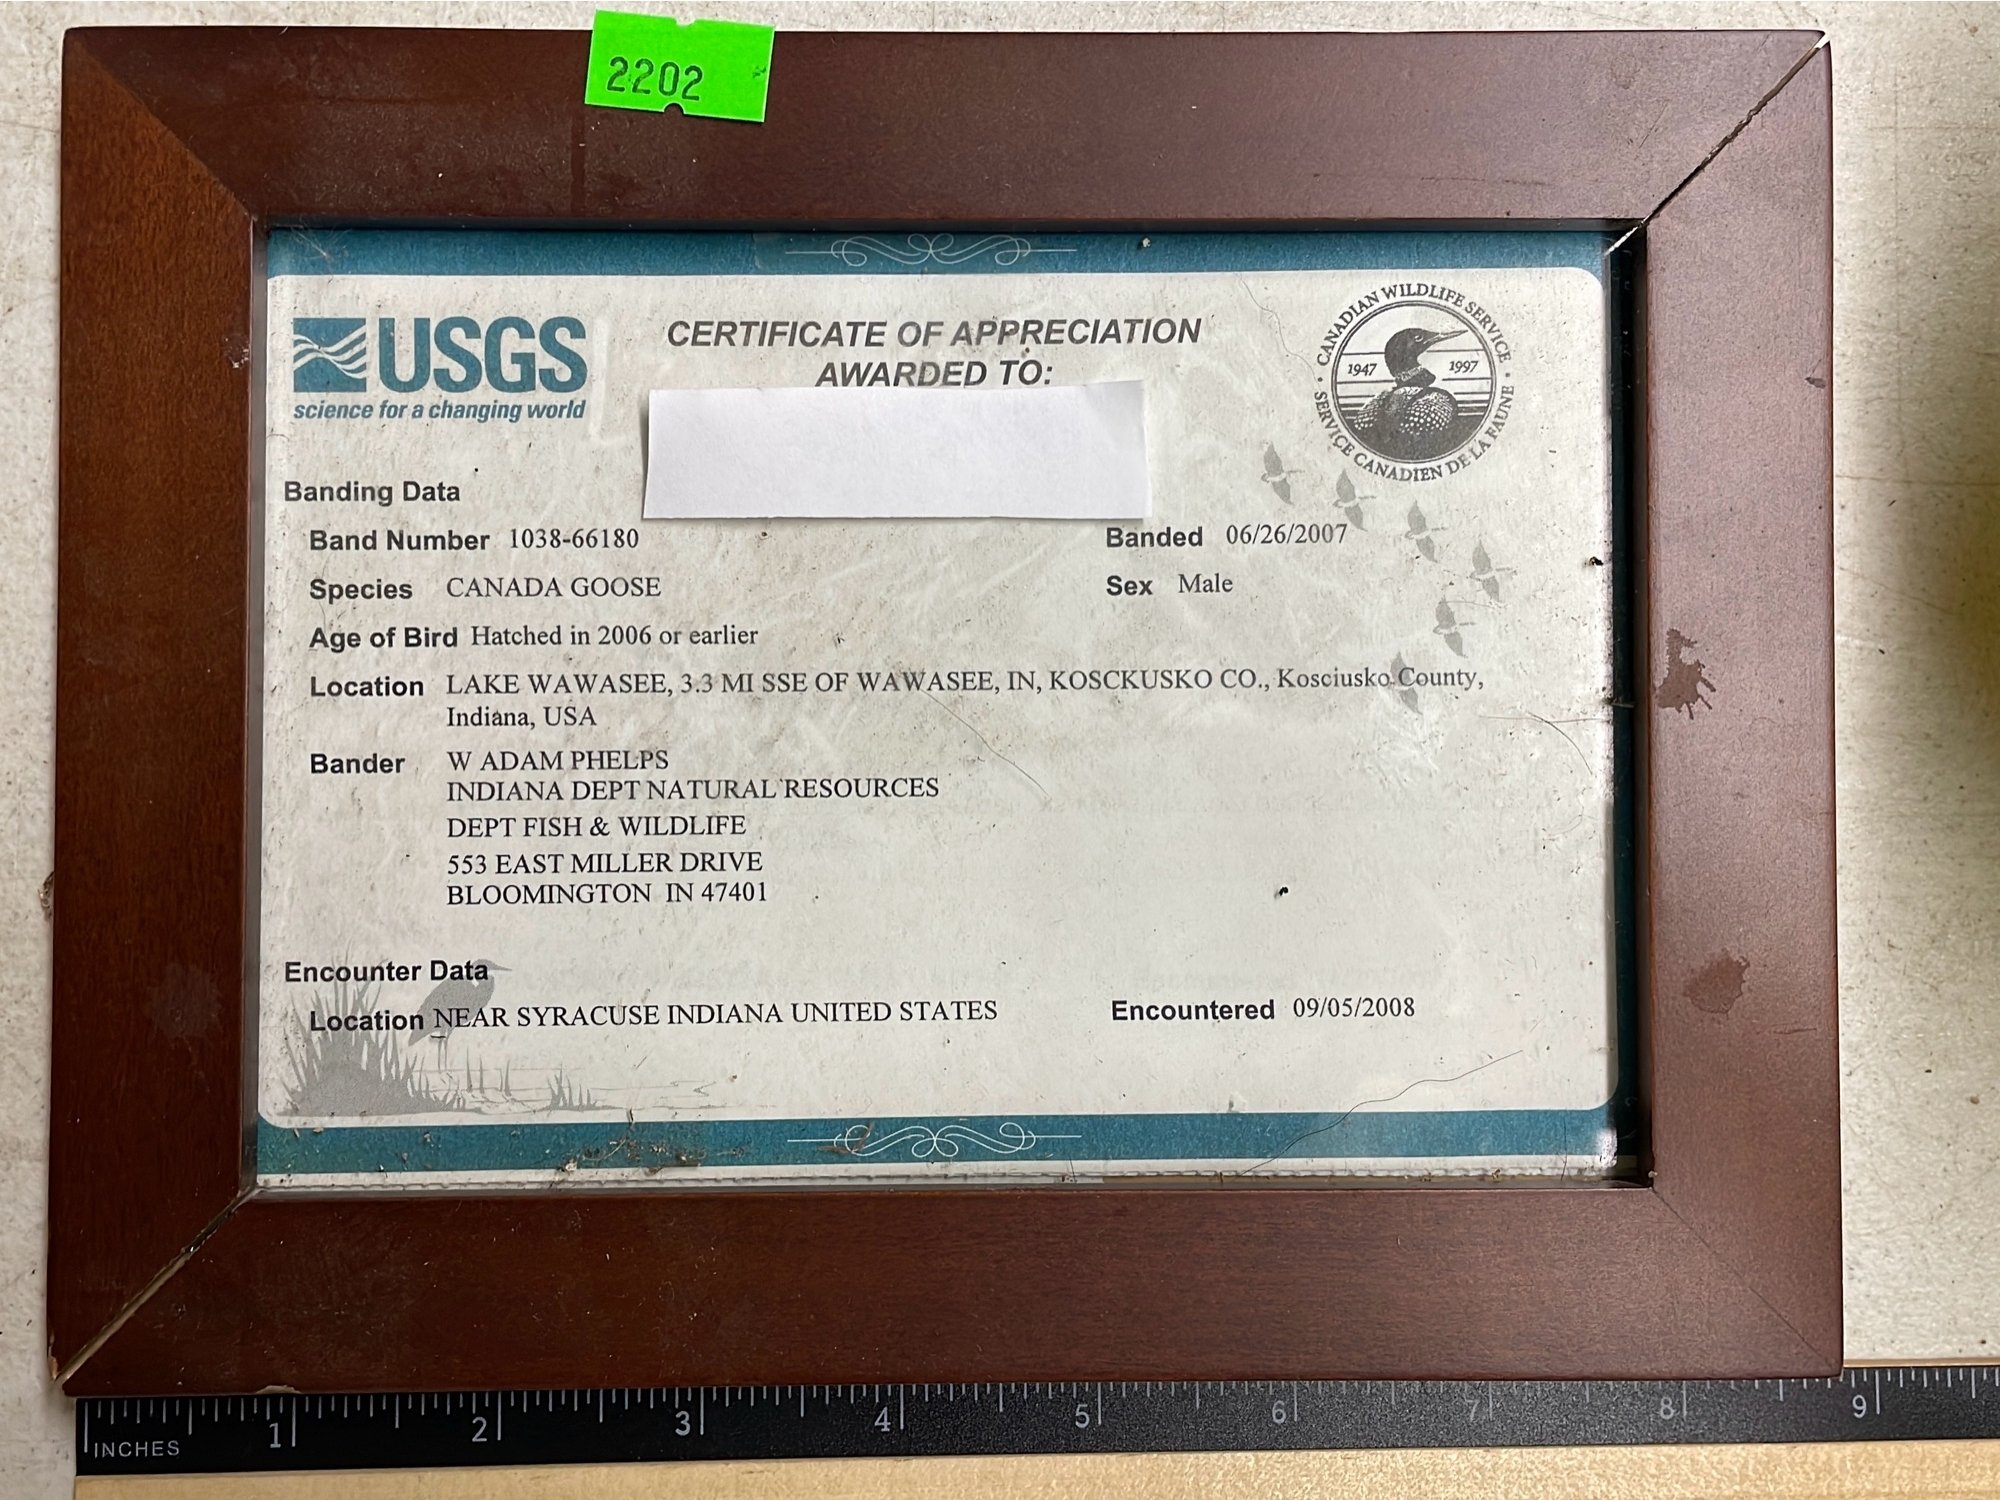 2202
USGS
science for a changing world
CERTIFICATE OF APPRECIATION
AWARDED TO:
CANADIAN WILDLIFE SERVICE
1947 1997
SERVICE CANADIEN DE LA FAUNE
Banding Data
Band Number 1038-66180 Banded 06/26/2007
Species CANADA GOOSE Sex Male
Age of Bird Hatched in 2006 or earlier
Location LAKE WAWASEE, 3.3 MI SSE OF WAWASEE, IN, KOSCKUSKO CO., Kosciusko County,
Indiana, USA
Bander W ADAM PHELPS
INDIANA DEPT NATURAL RESOURCES
DEPT FISH & WILDLIFE
553 EAST MILLER DRIVE
BLOOMINGTON IN 47401
Encounter Data
Location NEAR SYRACUSE INDIANA UNITED STATES Encountered 09/05/2008
1 2 3 4 5 6 7 8 9
INCHES